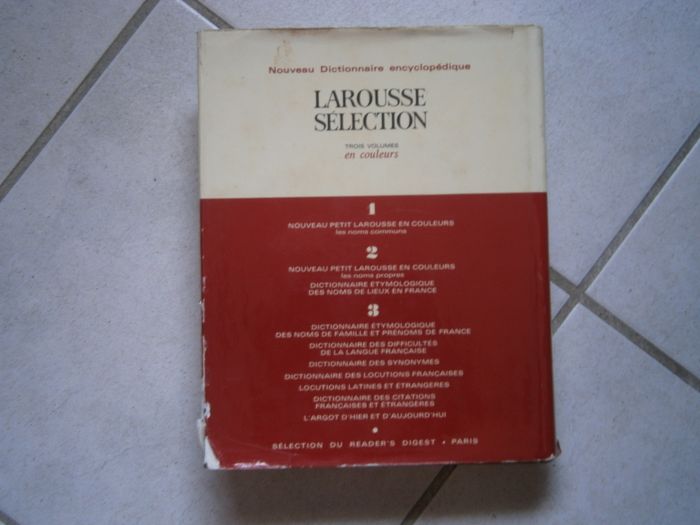 Nouveau Dictionnaire encyclopédique
LAROUSSE
SÉLECTION
TROIS VOLUMES
en couleurs
1
NOUVEAU PETIT LAROUSSE EN COULEURS
les noms communs
2
NOUVEAU PETIT LAROUSSE EN COULEURS
les noms propres
DICTIONNAIRE ÉTYMOLOGIQUE
DES NOMS DE LIEUX EN FRANCE
3
DICTIONNAIRE ÉTYMOLOGIQUE
DES NOMS DE FAMILLE ET PRÉNOMS DE FRANCE
DICTIONNAIRE DES DIFFICULTÉS
DE LA LANGUE FRANÇAISE
DICTIONNAIRE DES SYNONYMES
DICTIONNAIRE DES LOCUTIONS FRANÇAISES
LOCUTIONS LATINES ET ÉTRANGÈRES
DICTIONNAIRE DES CITATIONS
FRANÇAISES ET ÉTRANGÈRES
L'ARGOT D'HIER ET D'AUJOURD'HUI
SÉLECTION DU READER'S DIGEST • PARIS